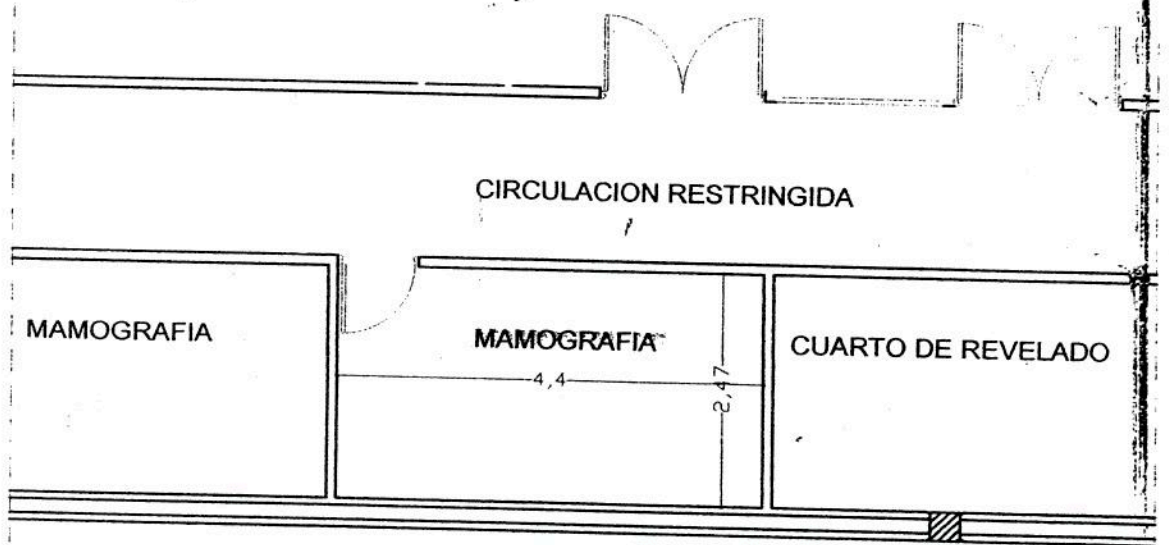 CIRCULACION RESTRINGIDA
MAMOGRAFIA
MAMOGRAFIA
CUARTO DE REVELADO
4,4
2,47